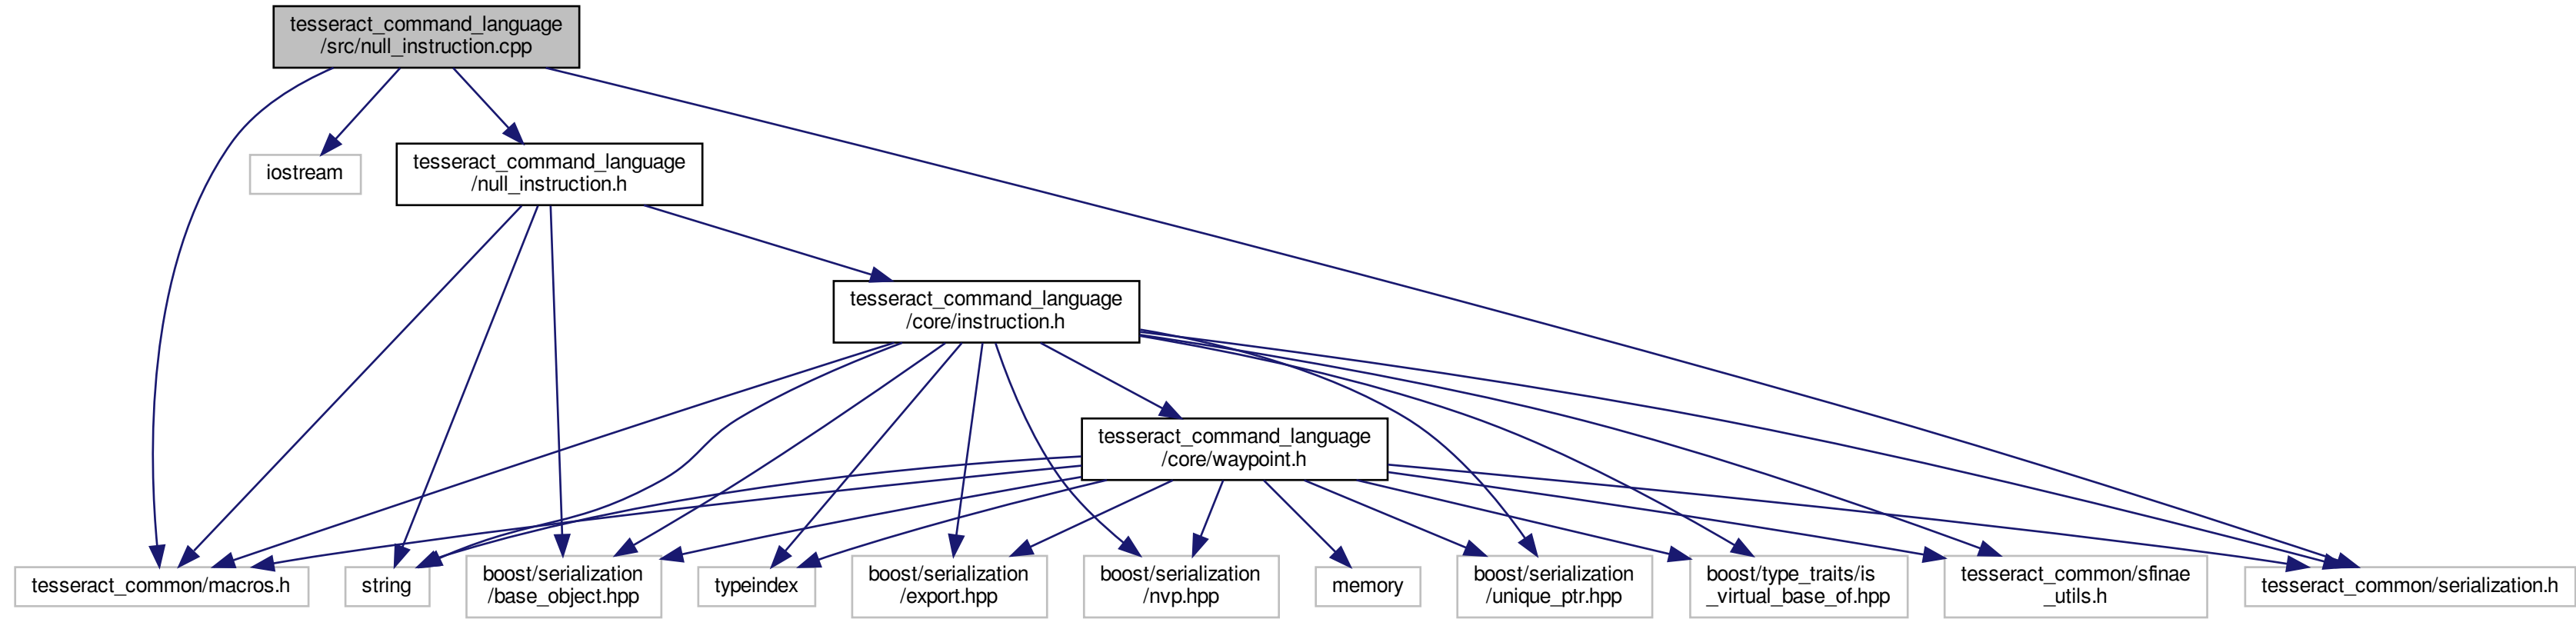 tesseract_command_language
/src/null_instruction.cpp
iostream
tesseract_command_language
/null_instruction.h
tesseract_command_language
/core/instruction.h
tesseract_command_language
/core/waypoint.h
tesseract_common/macros.h
string
boost/serialization
/base_object.hpp
typeindex
boost/serialization
/export.hpp
boost/serialization
/nvp.hpp
memory
boost/serialization
/unique_ptr.hpp
boost/type_traits/is
_virtual_base_of.hpp
tesseract_common/sfinae
_utils.h
tesseract_common/serialization.h